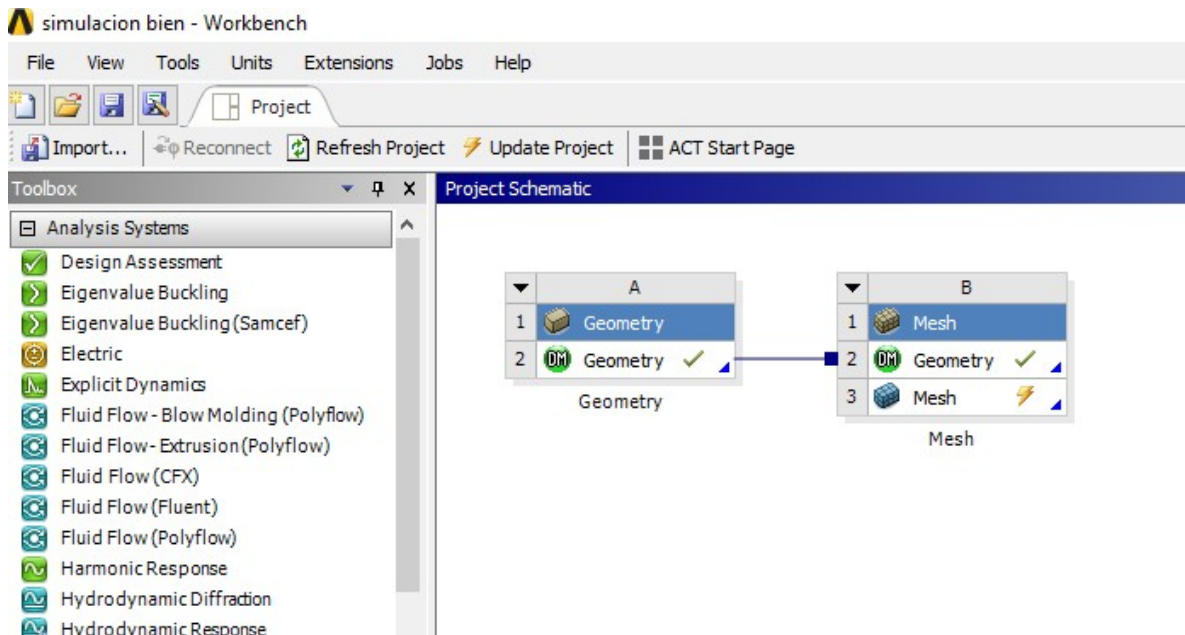 simulacion bien - Workbench
File View Tools Units Extensions Jobs Help
Project
Import... Reconnect Refresh Project Update Project ACT Start Page
Toolbox
Analysis Systems
Design Assessment
Eigenvalue Buckling
Eigenvalue Buckling (Samcef)
Electric
Explicit Dynamics
Fluid Flow - Blow Molding (Polyflow)
Fluid Flow - Extrusion (Polyflow)
Fluid Flow (CFX)
Fluid Flow (Fluent)
Fluid Flow (Polyflow)
Harmonic Response
Hydrodynamic Diffraction
Hydrodynamic Response
Project Schematic
A
1 Geometry
2 DM Geometry
Geometry
B
1 Mesh
2 DM Geometry
3 Mesh
Mesh